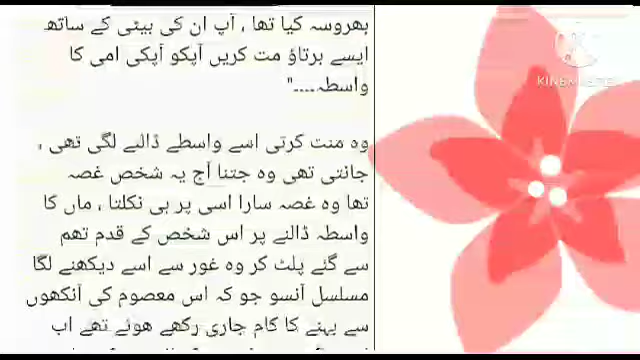 بھروسہ کیا تھا ، آپ ان کی بیٹی کے ساتھ
ایسے برتاؤ مت کریں آپکو آپکی امی کا
واسطہ۔۔۔۔"
وہ منت کرتی اسے واسطے ڈالنے لگی تھی ،
جانتی تھی وہ جتنا آج یہ شخص غصہ
تھا وہ غصہ سارا اسی پر ہی نکلتا ، ماں کا
واسطہ ڈالنے پر اس شخص کے قدم تھم
سے گئے پلٹ کر وہ غور سے اسے دیکھنے لگا
مسلسل آنسو جو کہ اس معصوم کی آنکھوں
سے بہنے کا کام جاری رکھے ھوئے تھے اب
KINEMASTER